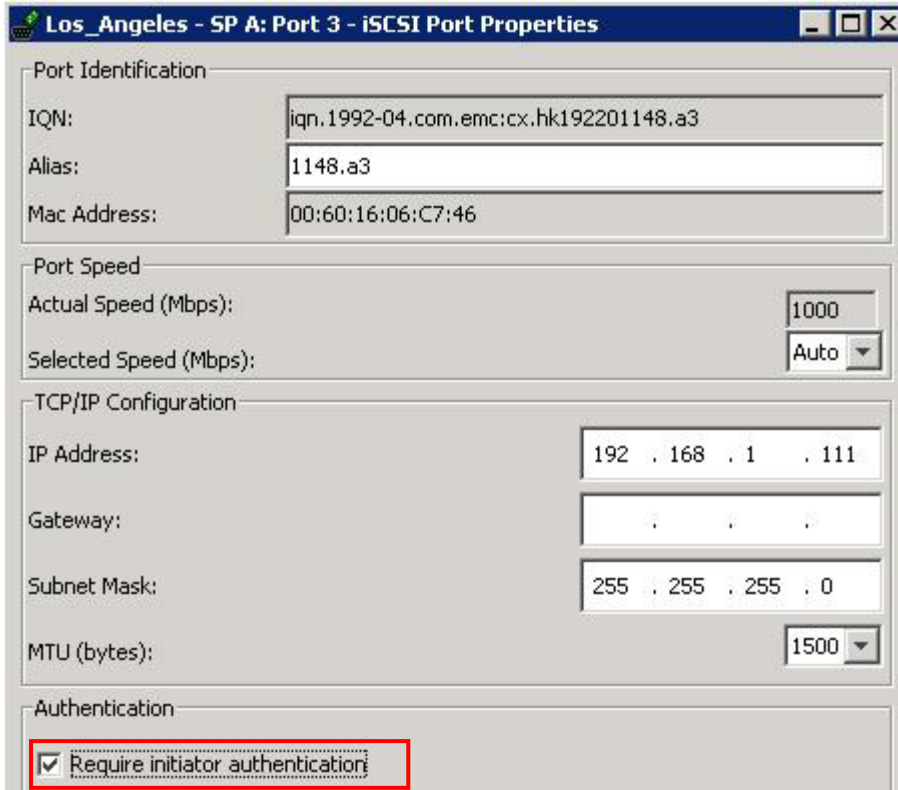 Los_Angeles - SP A: Port 3 - iSCSI Port Properties
Port Identification
IQN: iqn.1992-04.com.emc:cx.hk192201148.a3
Alias: 1148.a3
Mac Address: 00:60:16:06:C7:46
Port Speed
Actual Speed (Mbps): 1000
Selected Speed (Mbps): Auto
TCP/IP Configuration
IP Address: 192 . 168 . 1 . 111
Gateway: . . .
Subnet Mask: 255 . 255 . 255 . 0
MTU (bytes): 1500
Authentication
Require initiator authentication